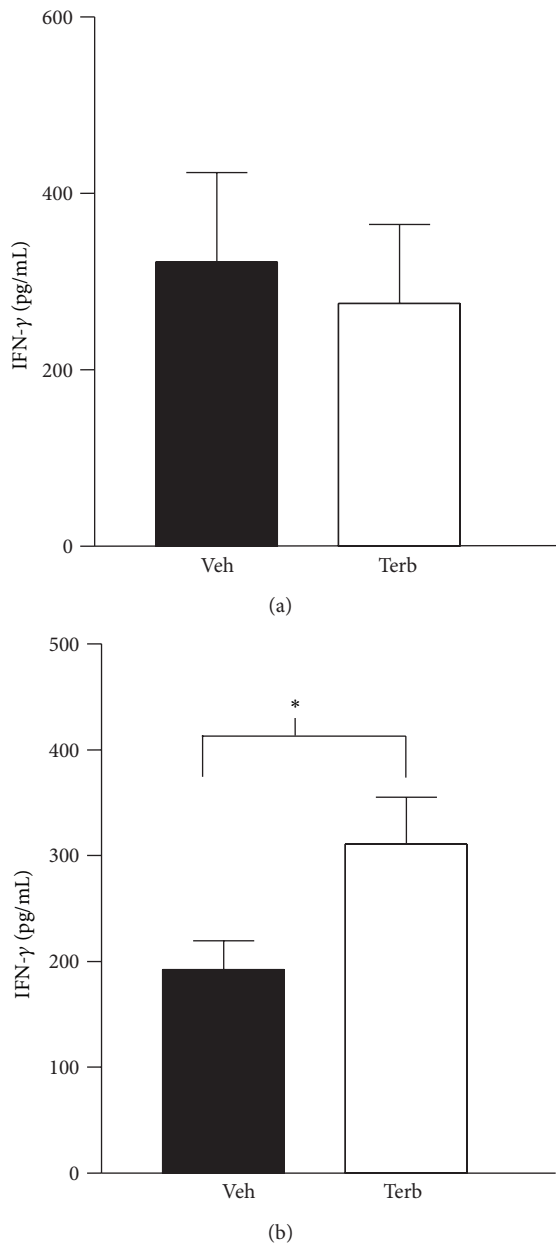 600
400
200
0
IFN-γ (pg/mL)
Veh
Terb
(a)
500
400
300
200
100
0
IFN-γ (pg/mL)
*
Veh
Terb
(b)